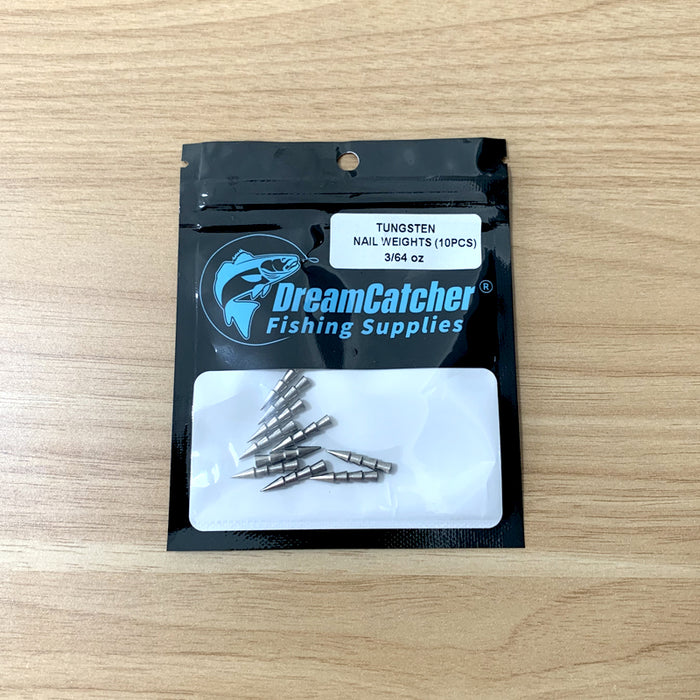 TUNGSTEN
NAIL WEIGHTS (10PCS)
3/64 oz
DreamCatcher®
Fishing Supplies